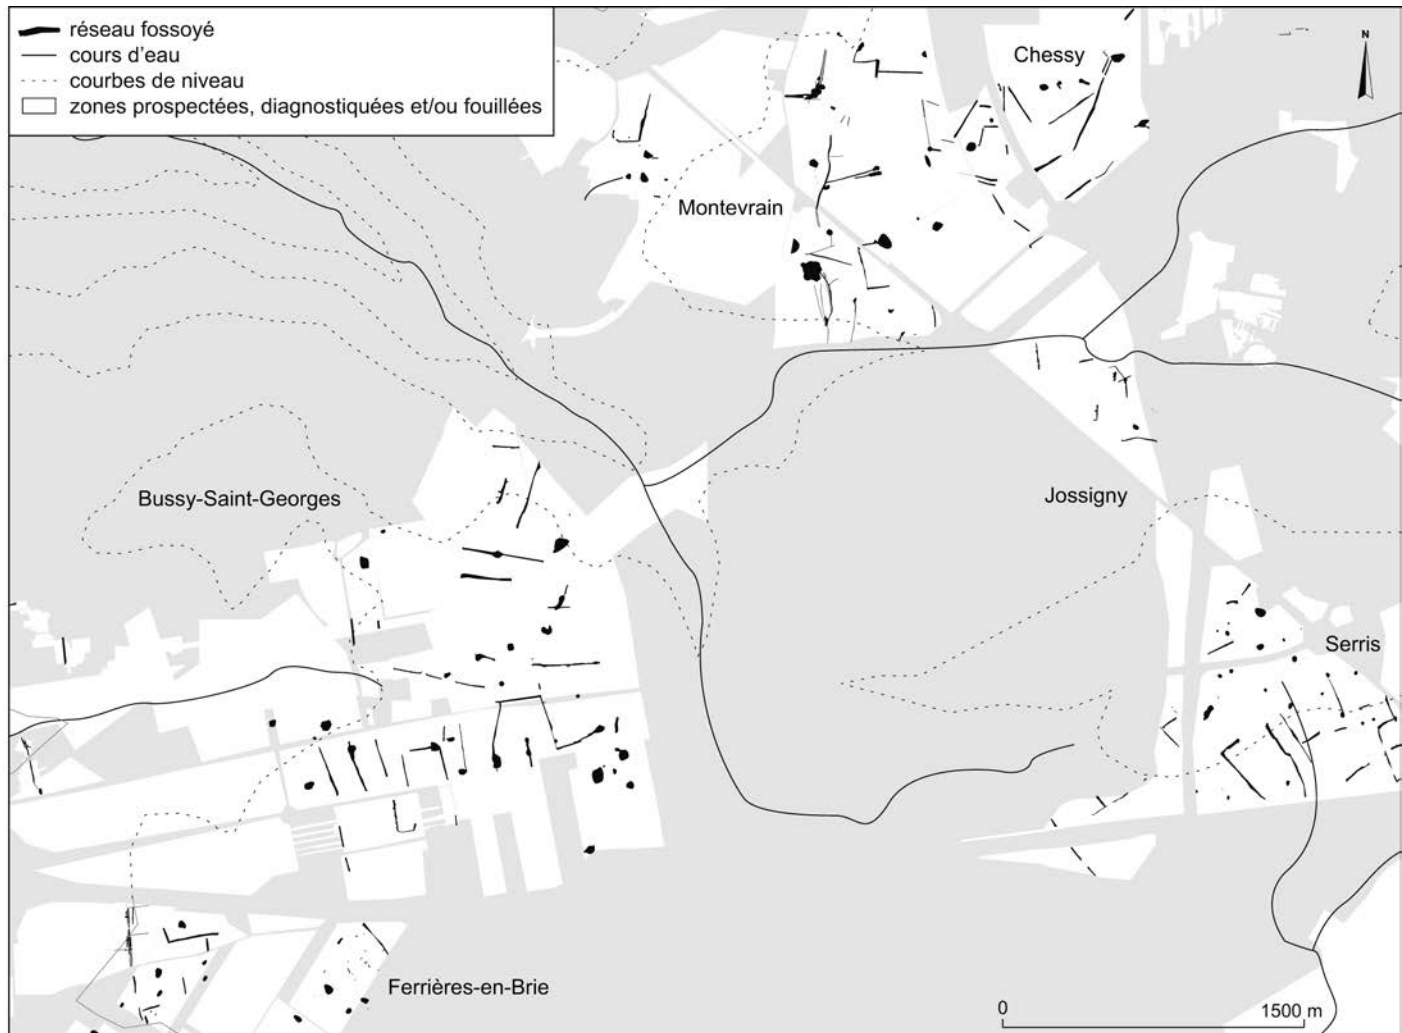 réseau fossoyé
cours d'eau
courbes de niveau
zones prospectées, diagnostiquées et/ou fouillées
Chessy
N
Montevrain
Bussy-Saint-Georges
Jossigny
Serris
Ferrières-en-Brie
0
1500 m